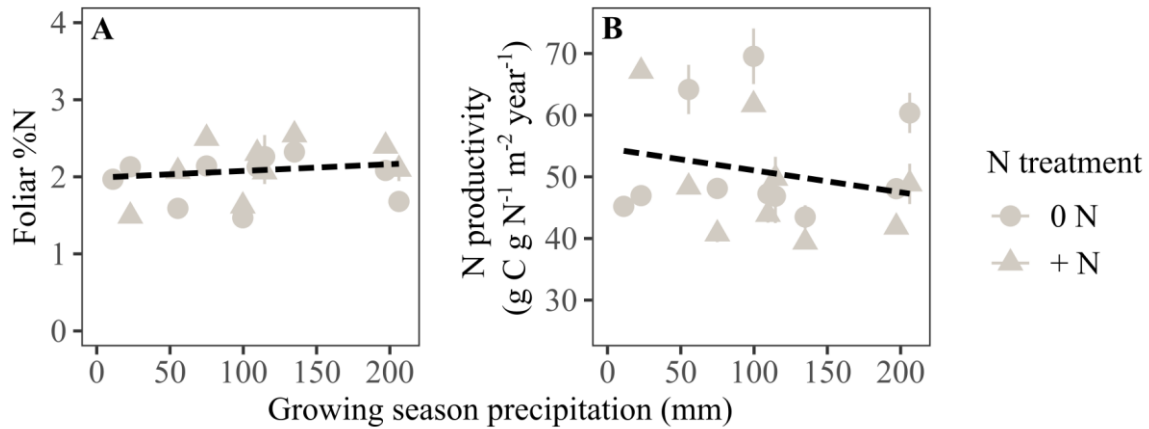 A
Foliar %N
4
3
2
1
0
0 50 100 150 200
B
N productivity
(g C g N⁻¹ m⁻² year⁻¹)
70
60
50
40
30
0 50 100 150 200
Growing season precipitation (mm)
N treatment
0 N
+ N